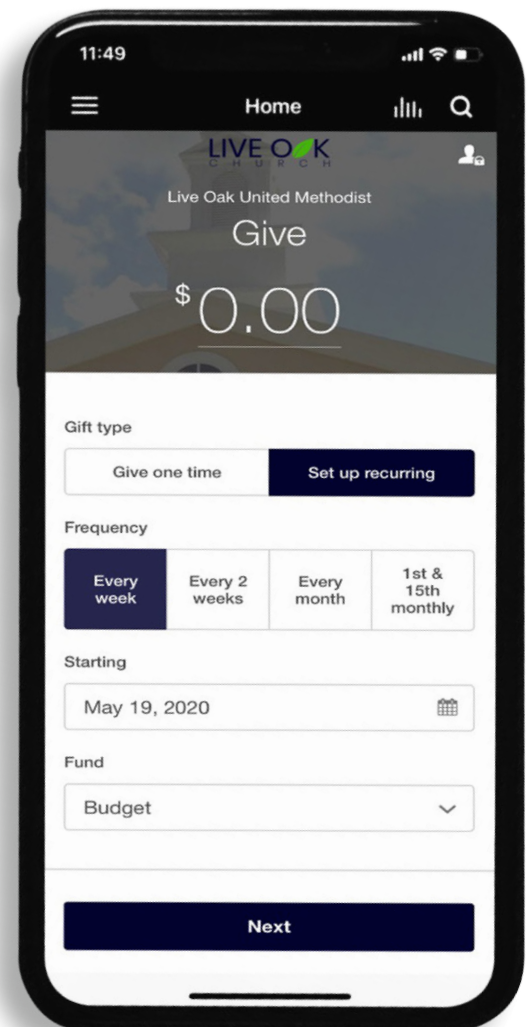 11:49
Home
LIVE OAK
CHURCH
Live Oak United Methodist
Give
$0.00
Gift type
Give one time
Set up recurring
Frequency
Every
week
Every 2
weeks
Every
month
1st &
15th
monthly
Starting
May 19, 2020
Fund
Budget
Next